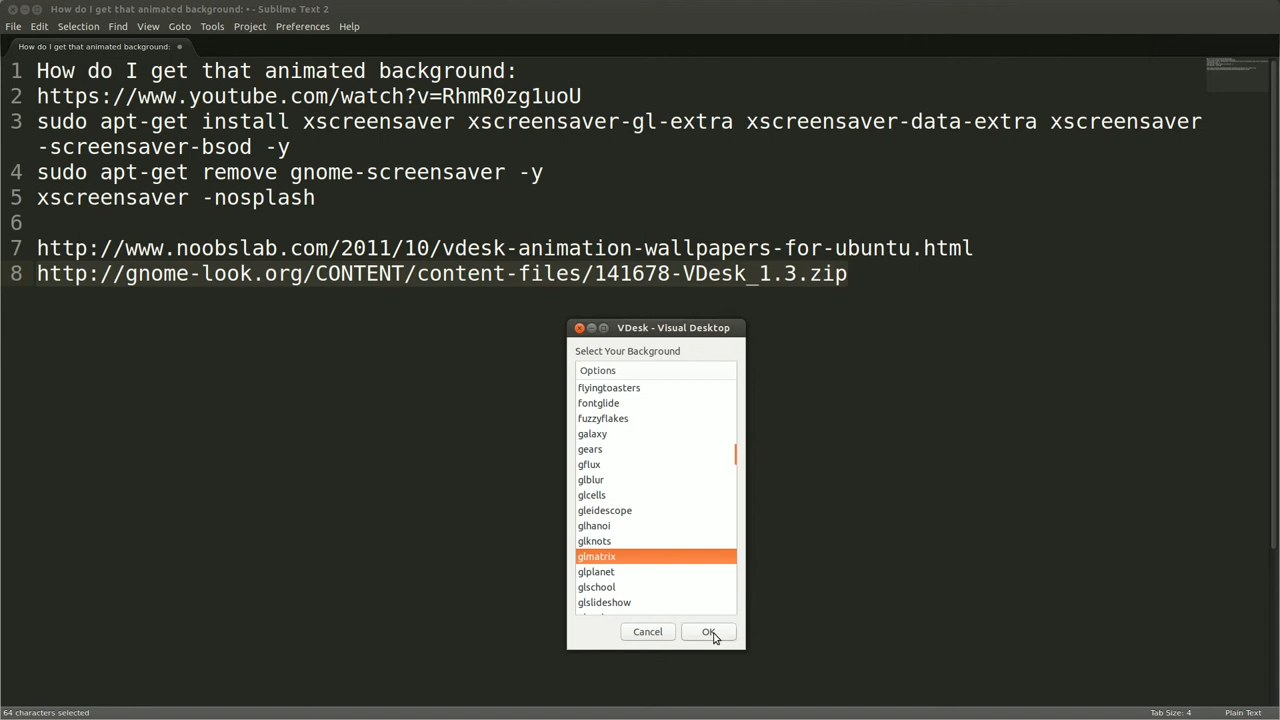 How do I get that animated background: • - Sublime Text 2
File Edit Selection Find View Goto Tools Project Preferences Help
How do I get that animated background:
1 How do I get that animated background:
2 https://www.youtube.com/watch?v=RhmR0zg1uoU
3 sudo apt-get install xscreensaver xscreensaver-gl-extra xscreensaver-data-extra xscreensaver
-screensaver-bsod -y
4 sudo apt-get remove gnome-screensaver -y
5 xscreensaver -nosplash
6
7 http://www.noobslab.com/2011/10/vdesk-animation-wallpapers-for-ubuntu.html
8 http://gnome-look.org/CONTENT/content-files/141678-VDesk_1.3.zip
VDesk - Visual Desktop
Select Your Background
Options
flyingtoasters
fontglide
fuzzyflakes
galaxy
gears
gflux
glblur
glcells
gleidescope
glhanoi
glknots
glmatrix
glplanet
glschool
glslideshow
Cancel OK
64 characters selected Tab Size: 4 Plain Text